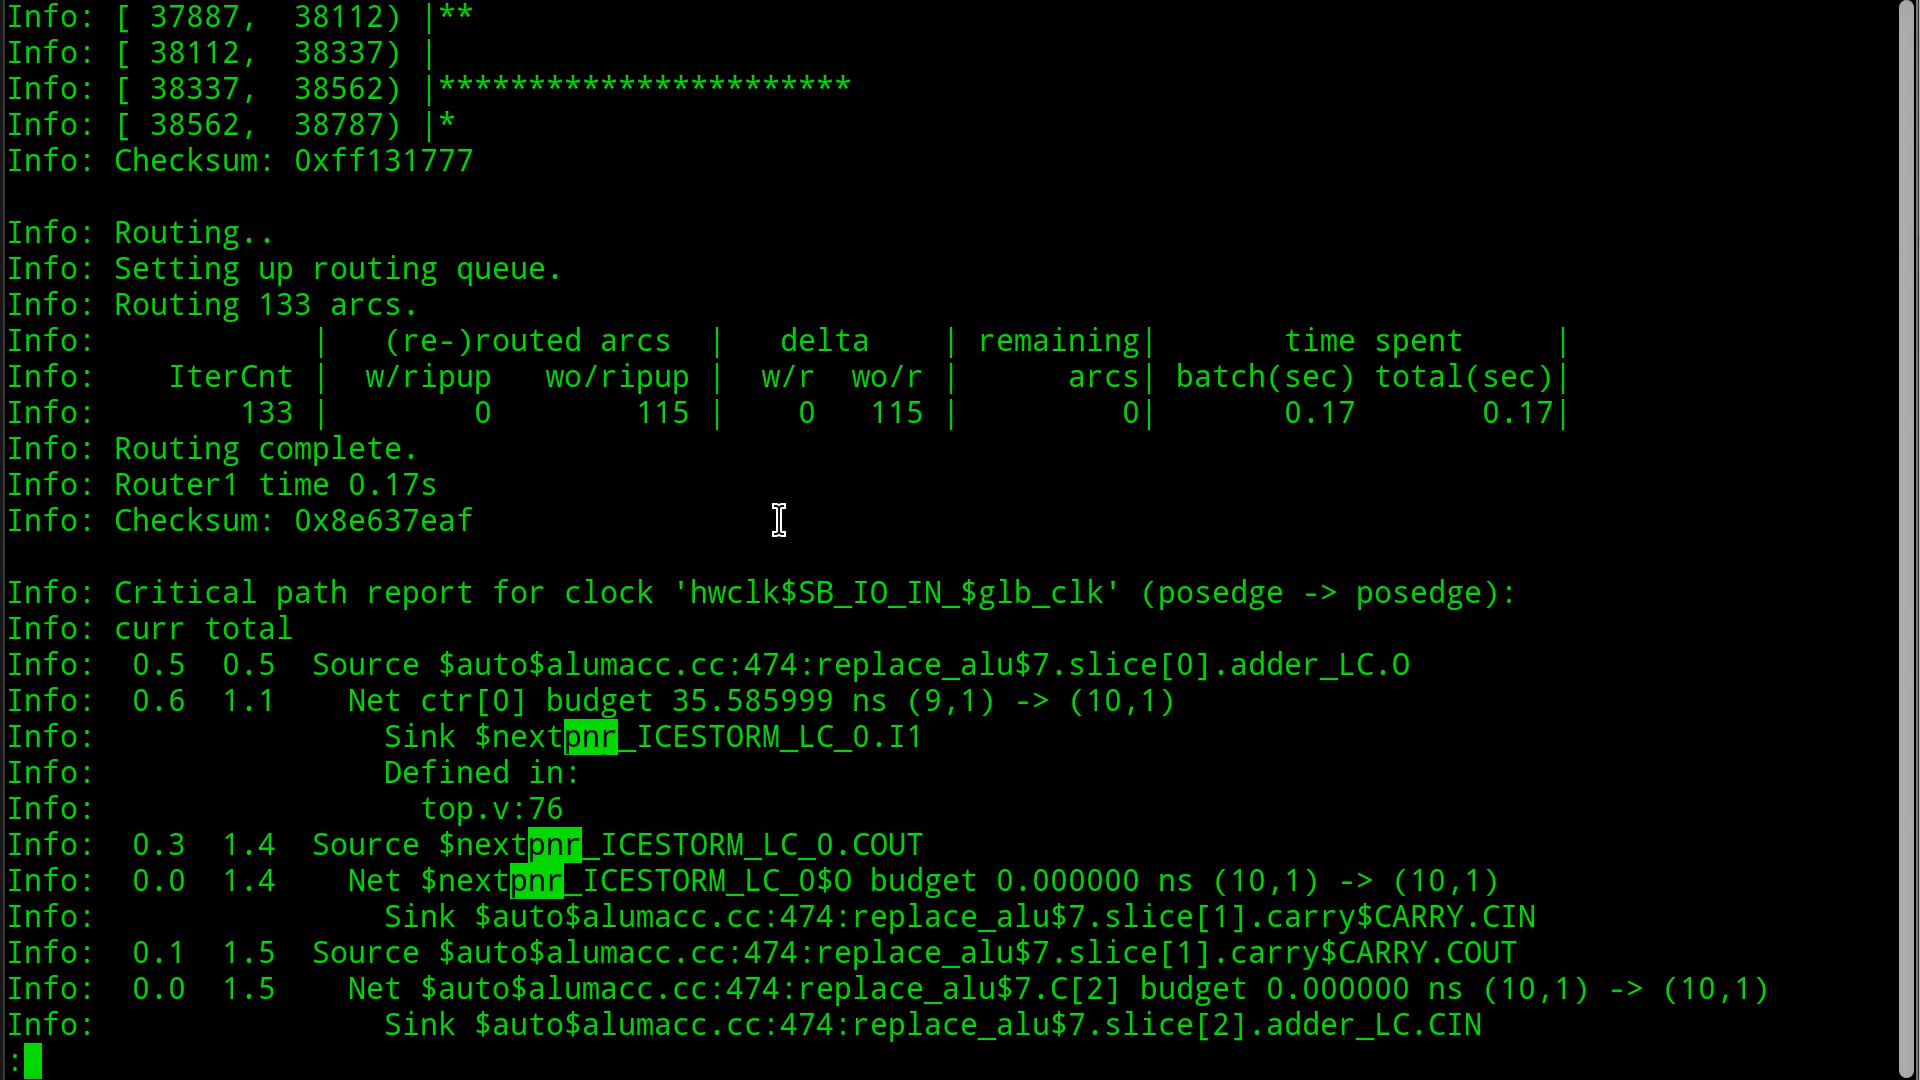 Info: [ 37887,  38112) |**
Info: [ 38112,  38337) |
Info: [ 38337,  38562) |***********************
Info: [ 38562,  38787) |*
Info: Checksum: 0xff131777
Info: Routing..
Info: Setting up routing queue.
Info: Routing 133 arcs.
Info:            |   (re-)routed arcs  |   delta    | remaining|       time spent     |
Info:    IterCnt |  w/ripup   wo/ripup |  w/r  wo/r |      arcs| batch(sec) total(sec)|
Info:        133 |        0        115 |    0   115 |         0|       0.17       0.17|
Info: Routing complete.
Info: Router1 time 0.17s
Info: Checksum: 0x8e637eaf
Info: Critical path report for clock 'hwclk$SB_IO_IN_$glb_clk' (posedge -> posedge):
Info: curr total
Info:  0.5  0.5  Source $auto$alumacc.cc:474:replace_alu$7.slice[0].adder_LC.O
Info:  0.6  1.1    Net ctr[0] budget 35.585999 ns (9,1) -> (10,1)
Info:                Sink $nextpnr_ICESTORM_LC_0.I1
Info:                Defined in:
Info:                  top.v:76
Info:  0.3  1.4  Source $nextpnr_ICESTORM_LC_0.COUT
Info:  0.0  1.4    Net $nextpnr_ICESTORM_LC_0$O budget 0.000000 ns (10,1) -> (10,1)
Info:                Sink $auto$alumacc.cc:474:replace_alu$7.slice[1].carry$CARRY.CIN
Info:  0.1  1.5  Source $auto$alumacc.cc:474:replace_alu$7.slice[1].carry$CARRY.COUT
Info:  0.0  1.5    Net $auto$alumacc.cc:474:replace_alu$7.C[2] budget 0.000000 ns (10,1) -> (10,1)
Info:                Sink $auto$alumacc.cc:474:replace_alu$7.slice[2].adder_LC.CIN
: